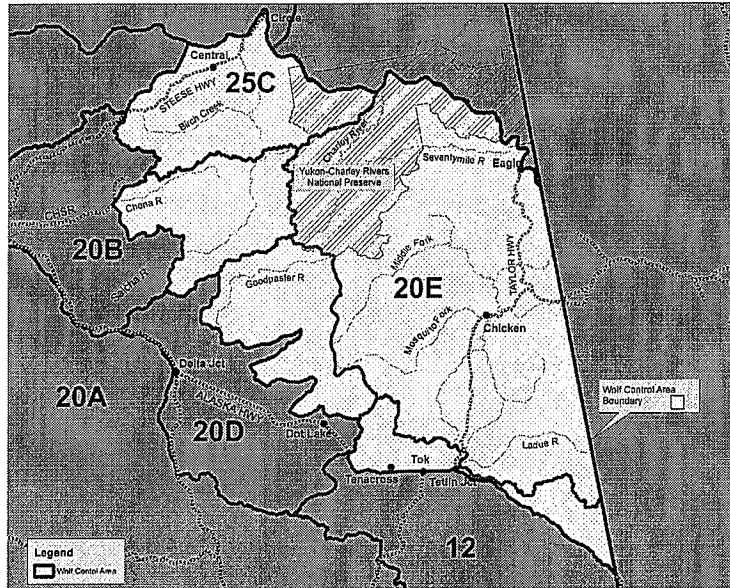 Circle
Central
25C
STEESE HWY
Birch Creek
Charley River
Yukon-Charley Rivers
National Preserve
Seventymile R
Eagle
Chena R
CHSR
20B
Salcha R
Goodpaster R
Middle Fork
20E
TAYLOR HWY
Mosquito Fork
Chicken
Delta Jct
20A
ALASKA HWY
20D
Dot Lake
Wolf Control Area
Boundary
Ladue R
Tok
Tanacross
Tetlin Jct
12
Legend
Wolf Control Area